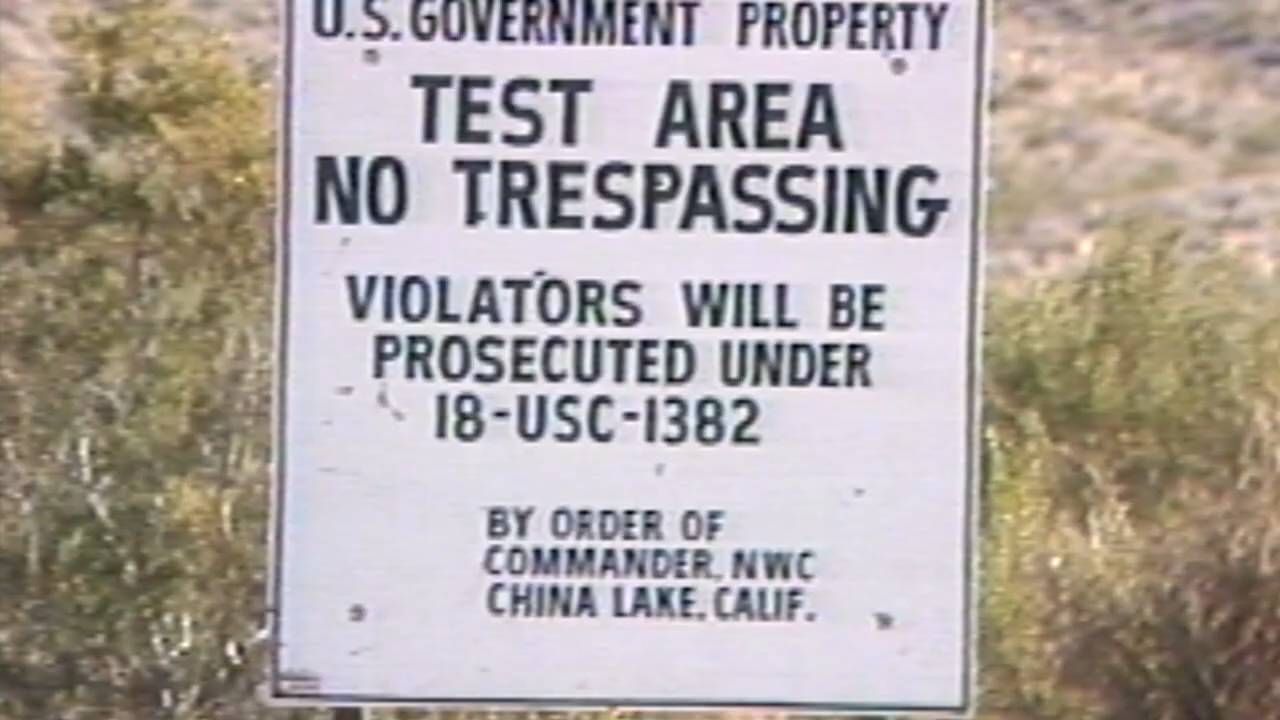 U.S. GOVERNMENT PROPERTY
TEST AREA
NO TRESPASSING
VIOLATORS WILL BE
PROSECUTED UNDER
18-USC-1382
BY ORDER OF
COMMANDER, NWC
CHINA LAKE, CALIF.